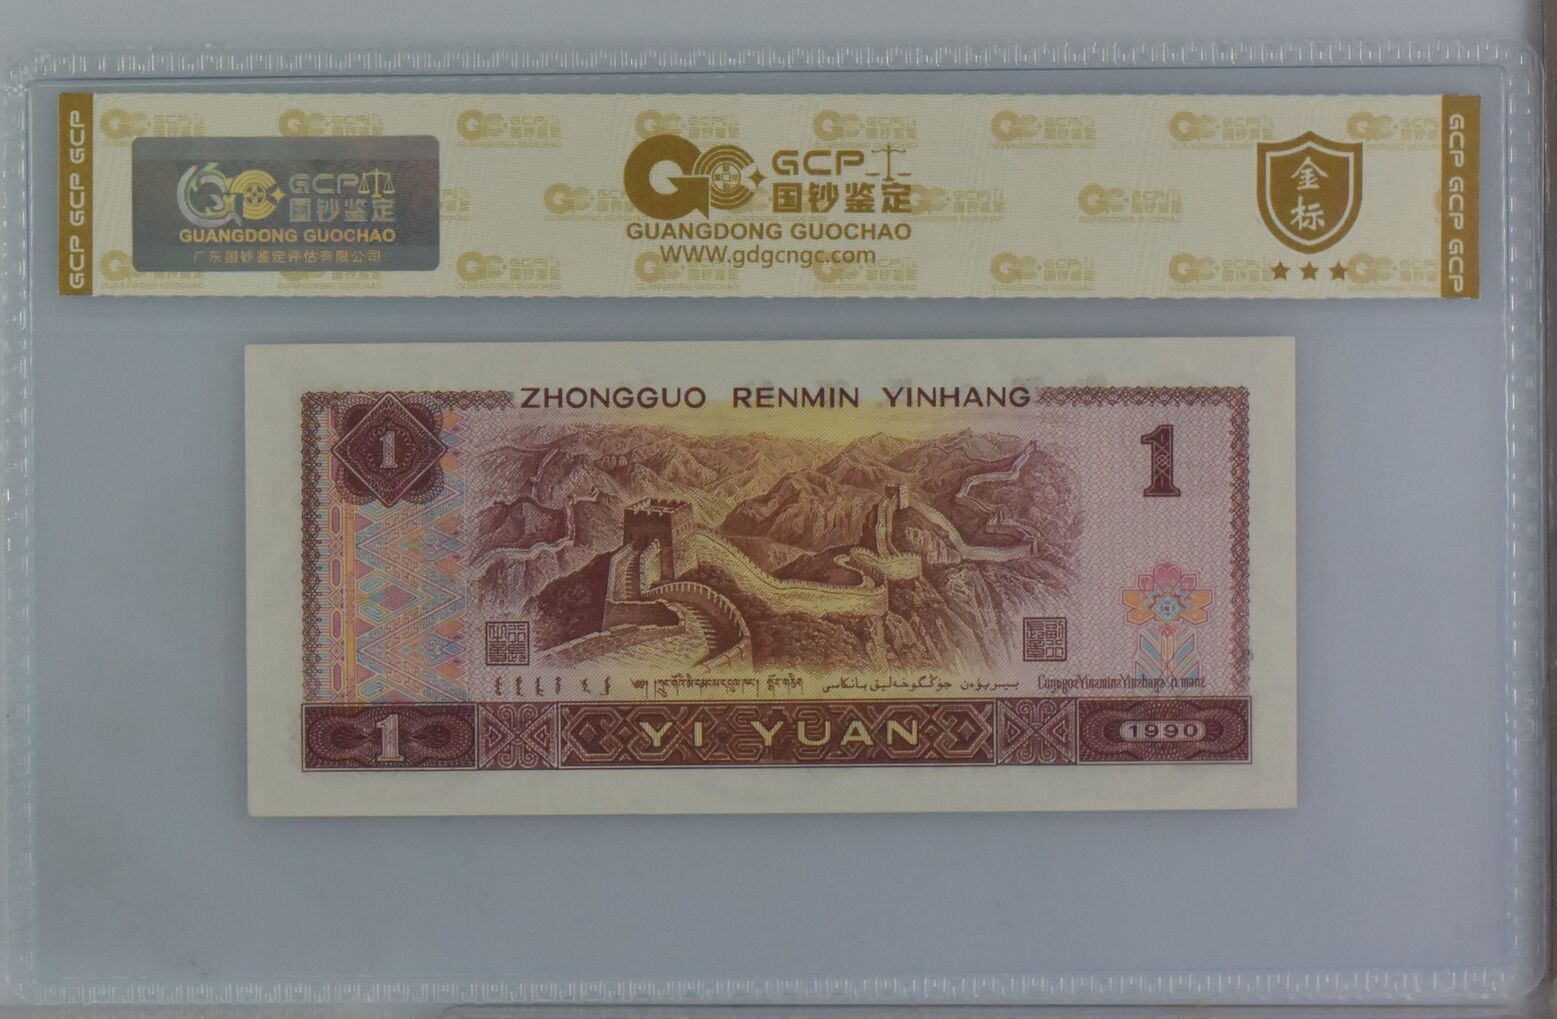 GCP GCP GCP
GCP
国钞鉴定
GUANGDONG GUOCHAO
广东国钞鉴定评估有限公司
GCP
国钞鉴定
GUANGDONG GUOCHAO
WWW.gdgcngc.com
金
标
GCP GCP GCP
ZHONGGUO RENMIN YINHANG
1
1
1
YI YUAN
1990